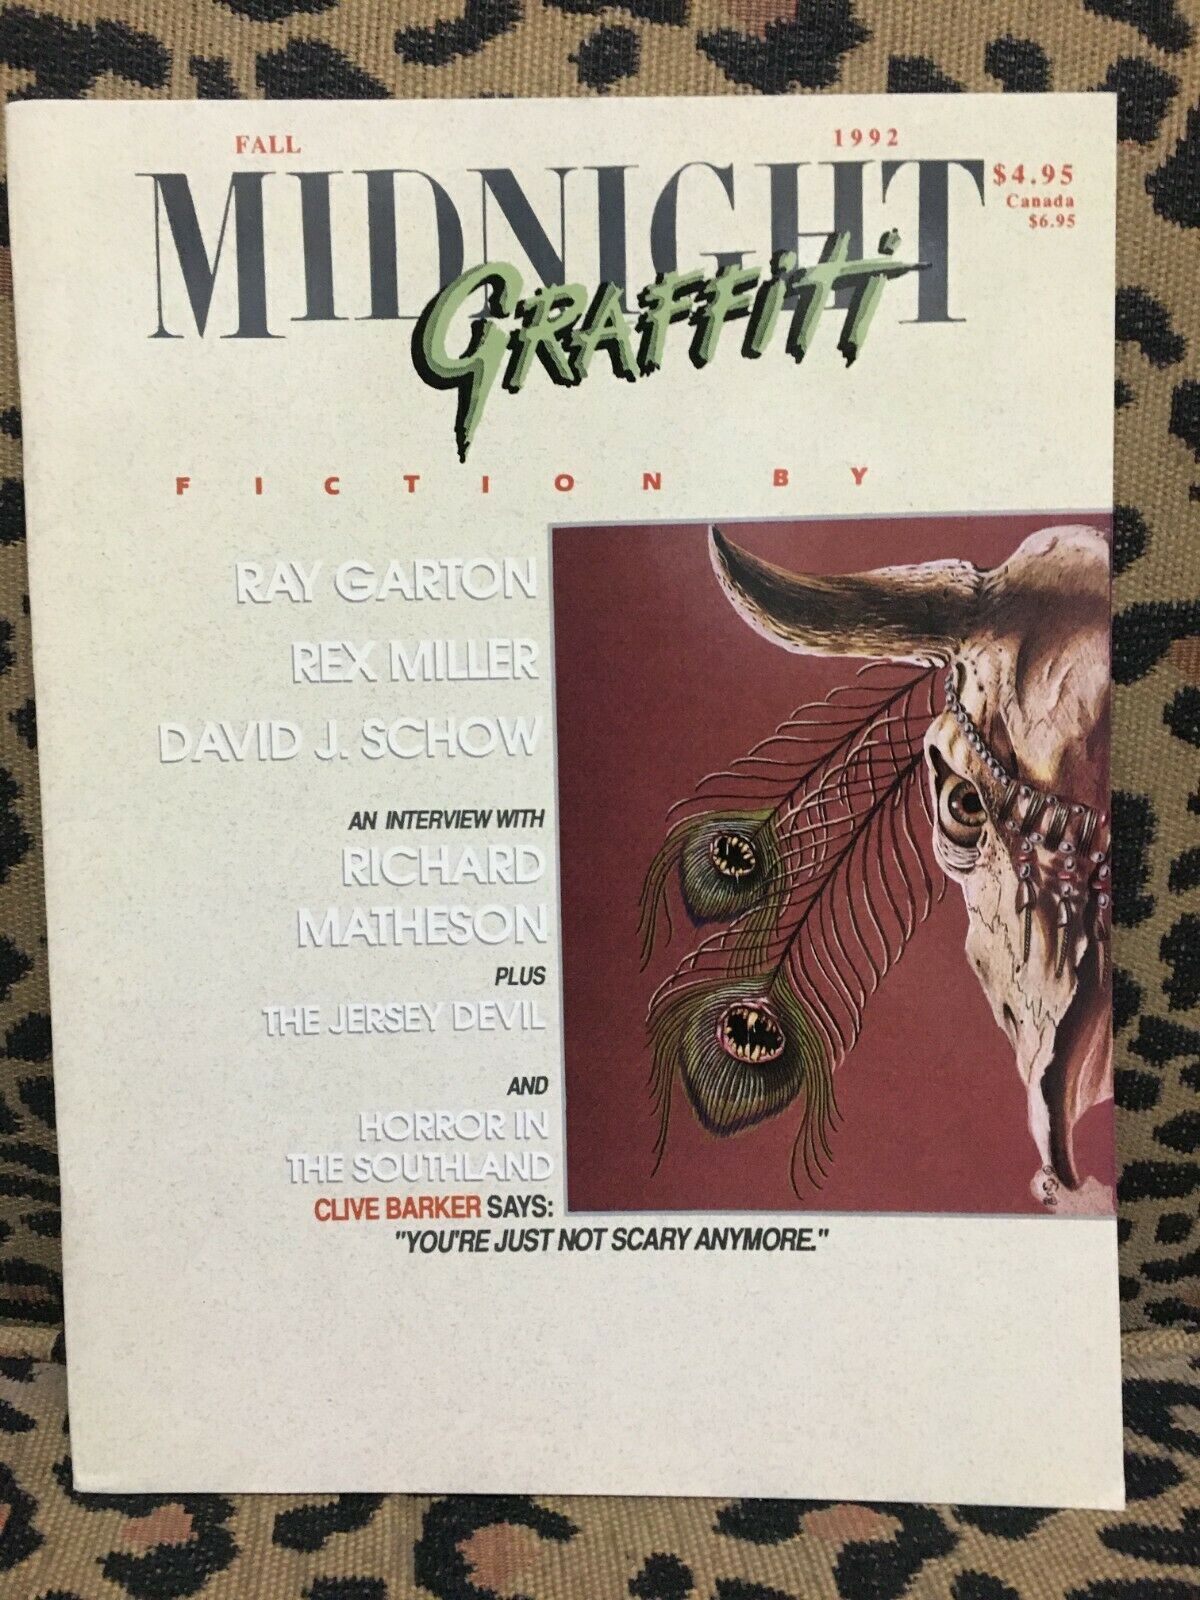 FALL 1992
MIDNIGHT
$4.95
Canada
$6.95
GRAFFiTi
FICTION BY
RAY GARTON
REX MILLER
DAVID J. SCHOW
AN INTERVIEW WITH
RICHARD
MATHESON
PLUS
THE JERSEY DEVIL
AND
HORROR IN
THE SOUTHLAND
CLIVE BARKER SAYS:
"YOU'RE JUST NOT SCARY ANYMORE."